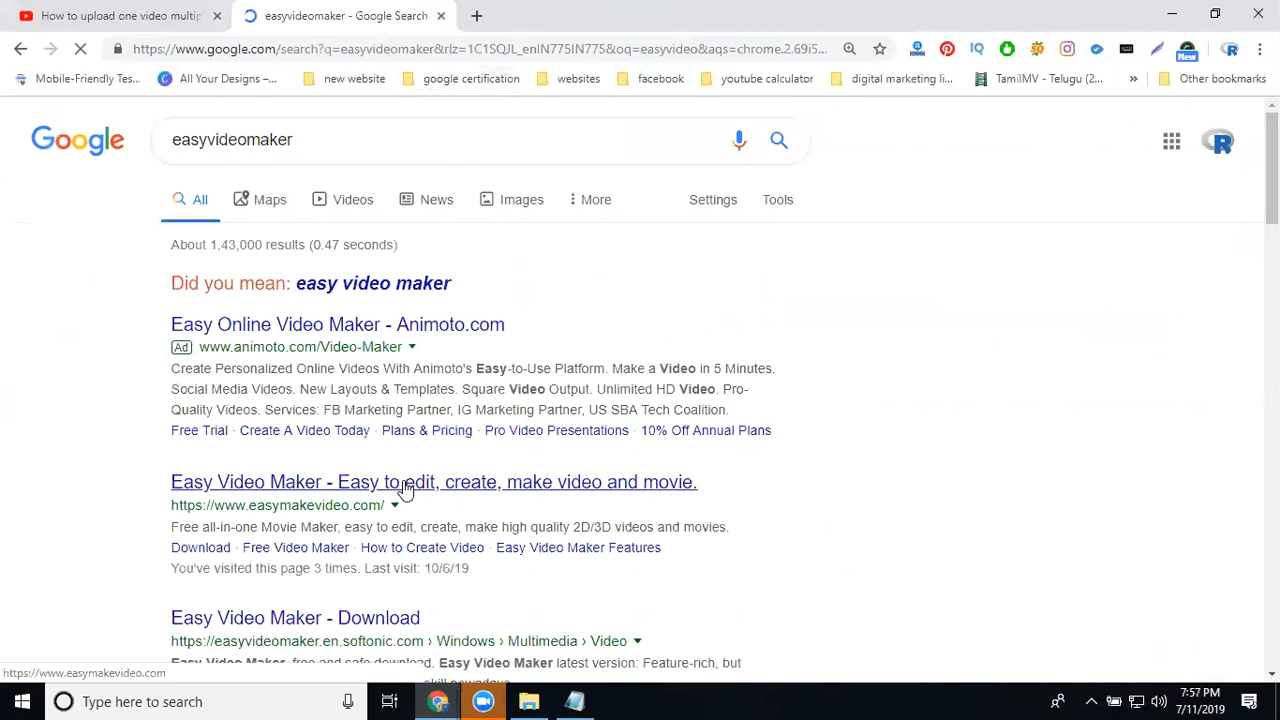 How to upload one video multip
easyvideomaker - Google Search
https://www.google.com/search?q=easyvideomaker&rlz=1C1SQJL_enIN775IN775&oq=easyvideo&aqs=chrome.2.69i5...
Mobile-Friendly Tes...
All Your Designs –...
new website
google certification
websites
facebook
youtube calculator
digital marketing li...
TamilMV - Telugu (2...
»
Other bookmarks
New
Google
easyvideomaker
R
All
Maps
Videos
News
Images
More
Settings
Tools
About 1,43,000 results (0.47 seconds)
Did you mean: easy video maker
Easy Online Video Maker - Animoto.com
Ad www.animoto.com/Video-Maker
Create Personalized Online Videos With Animoto's Easy-to-Use Platform. Make a Video in 5 Minutes.
Social Media Videos. New Layouts & Templates. Square Video Output. Unlimited HD Video. Pro-
Quality Videos. Services: FB Marketing Partner, IG Marketing Partner, US SBA Tech Coalition.
Free Trial · Create A Video Today · Plans & Pricing · Pro Video Presentations · 10% Off Annual Plans
Easy Video Maker - Easy to edit, create, make video and movie.
https://www.easymakevideo.com/
Free all-in-one Movie Maker, easy to edit, create, make high quality 2D/3D videos and movies.
Download · Free Video Maker · How to Create Video · Easy Video Maker Features
You've visited this page 3 times. Last visit: 10/6/19
Easy Video Maker - Download
https://easyvideomaker.en.softonic.com › Windows › Multimedia › Video
Easy Video Maker, free and safe download. Easy Video Maker latest version: Feature-rich, but
https://www.easymakevideo.com
Type here to search
7:57 PM
7/11/2019